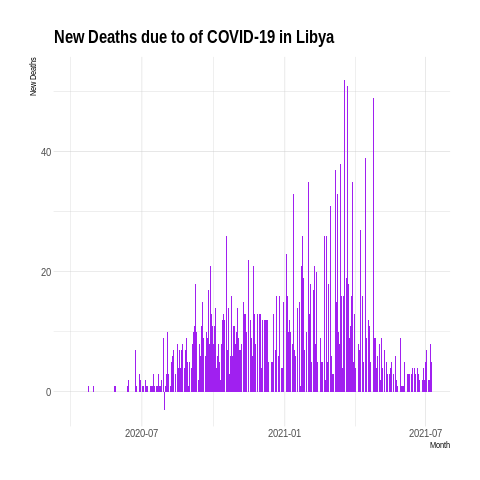 New Deaths due to of COVID-19 in Libya
New Deaths
40
20
0
2020-07
2021-01
2021-07
Month